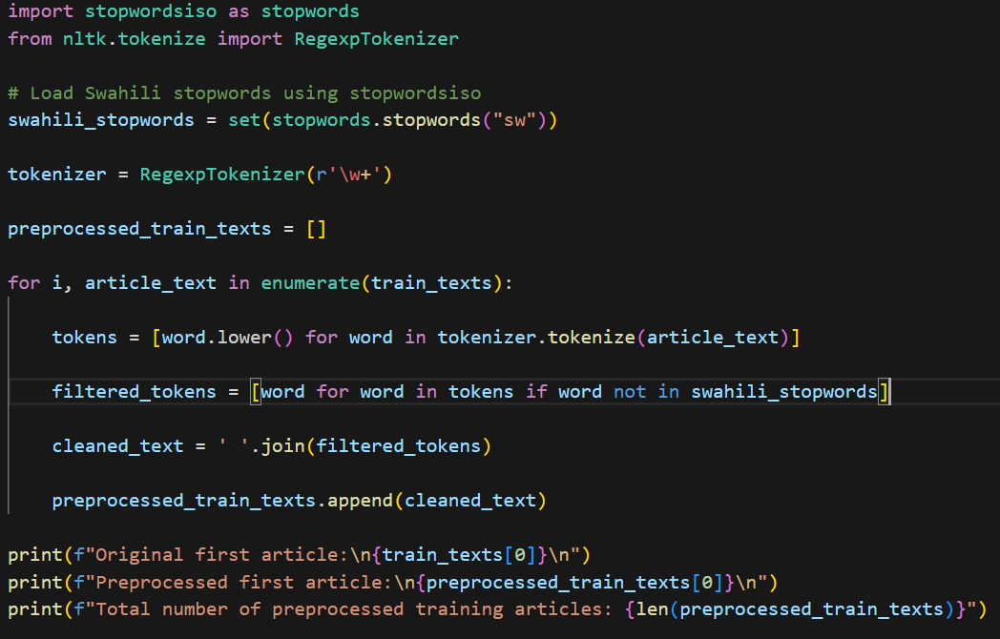 import stopwordsiso as stopwords
from nltk.tokenize import RegexpTokenizer
# Load Swahili stopwords using stopwordsiso
swahili_stopwords = set(stopwords.stopwords("sw"))
tokenizer = RegexpTokenizer(r'\w+')
preprocessed_train_texts = []
for i, article_text in enumerate(train_texts):
    tokens = [word.lower() for word in tokenizer.tokenize(article_text)]
    filtered_tokens = [word for word in tokens if word not in swahili_stopwords]
    cleaned_text = ' '.join(filtered_tokens)
    preprocessed_train_texts.append(cleaned_text)
print(f"Original first article:\n{train_texts[0]}\n")
print(f"Preprocessed first article:\n{preprocessed_train_texts[0]}\n")
print(f"Total number of preprocessed training articles: {len(preprocessed_train_texts)}")